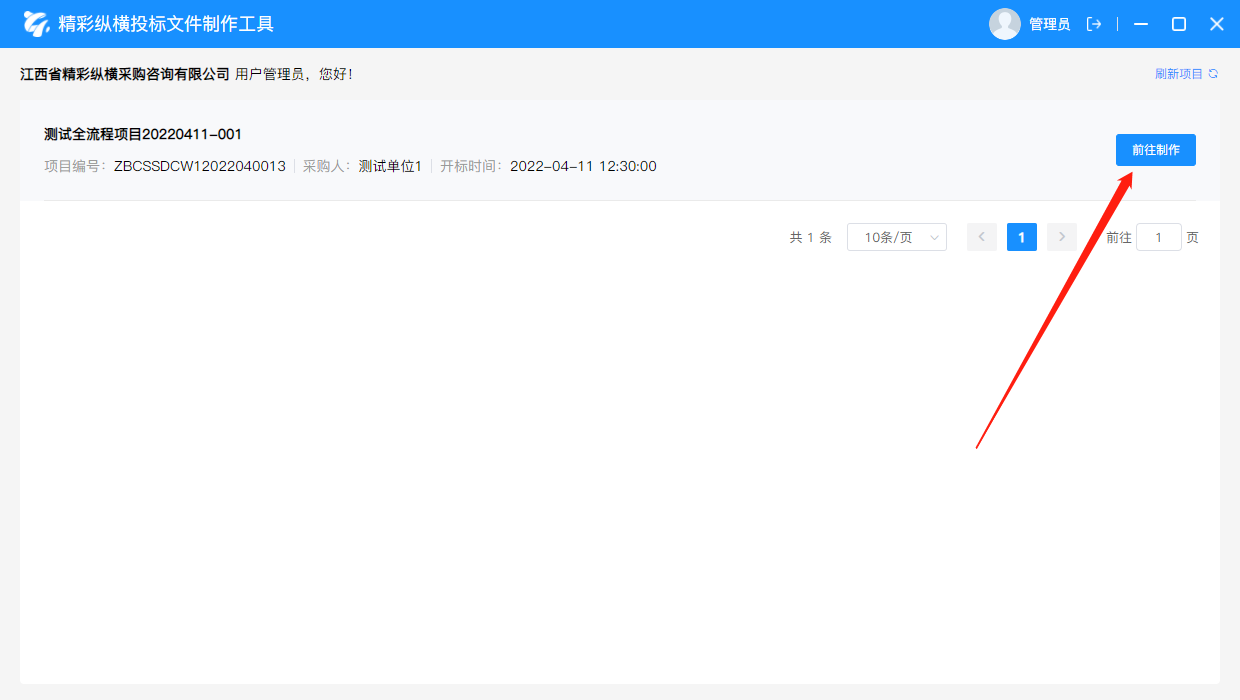 精彩纵横投标文件制作工具
管理员
江西省精彩纵横采购咨询有限公司 用户管理员，您好！
刷新项目
测试全流程项目20220411-001
前往制作
项目编号：ZBCSSDCW12022040013 采购人：测试单位1 开标时间：2022-04-11 12:30:00
共 1 条 10条/页 1 前往 1 页